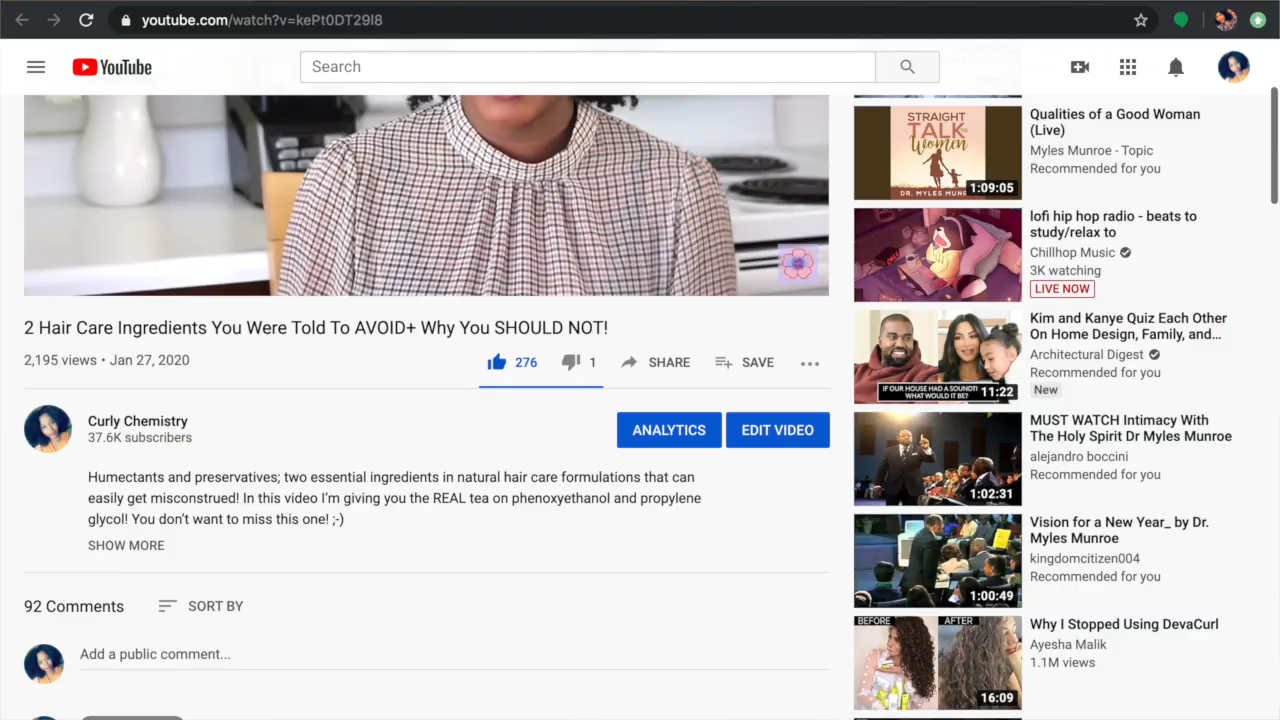 youtube.com/watch?v=kePt0DT29l8
YouTube
Search
2 Hair Care Ingredients You Were Told To AVOID+ Why You SHOULD NOT!
2,195 views • Jan 27, 2020
276
1
SHARE
SAVE
Curly Chemistry
37.6K subscribers
ANALYTICS
EDIT VIDEO
Humectants and preservatives; two essential ingredients in natural hair care formulations that can
easily get misconstrued! In this video I’m giving you the REAL tea on phenoxyethanol and propylene
glycol! You don’t want to miss this one! ;-)
SHOW MORE
92 Comments
SORT BY
Add a public comment...
STRAIGHT
TALK TO
Women
DR. MYLES
1:09:05
Qualities of a Good Woman
(Live)
Myles Munroe - Topic
Recommended for you
lofi hip hop radio - beats to
study/relax to
Chillhop Music
3K watching
LIVE NOW
IF OUR HOUSE HAD A
WHAT WOULD IT BE?
11:22
Kim and Kanye Quiz Each Other
On Home Design, Family, and…
Architectural Digest
Recommended for you
New
1:02:31
MUST WATCH Intimacy With
The Holy Spirit Dr Myles Munroe
alejandro boccini
Recommended for you
1:00:49
Vision for a New Year_ by Dr.
Myles Munroe
kingdomcitizen004
Recommended for you
BEFORE
AFTER
16:09
Why I Stopped Using DevaCurl
Ayesha Malik
1.1M views